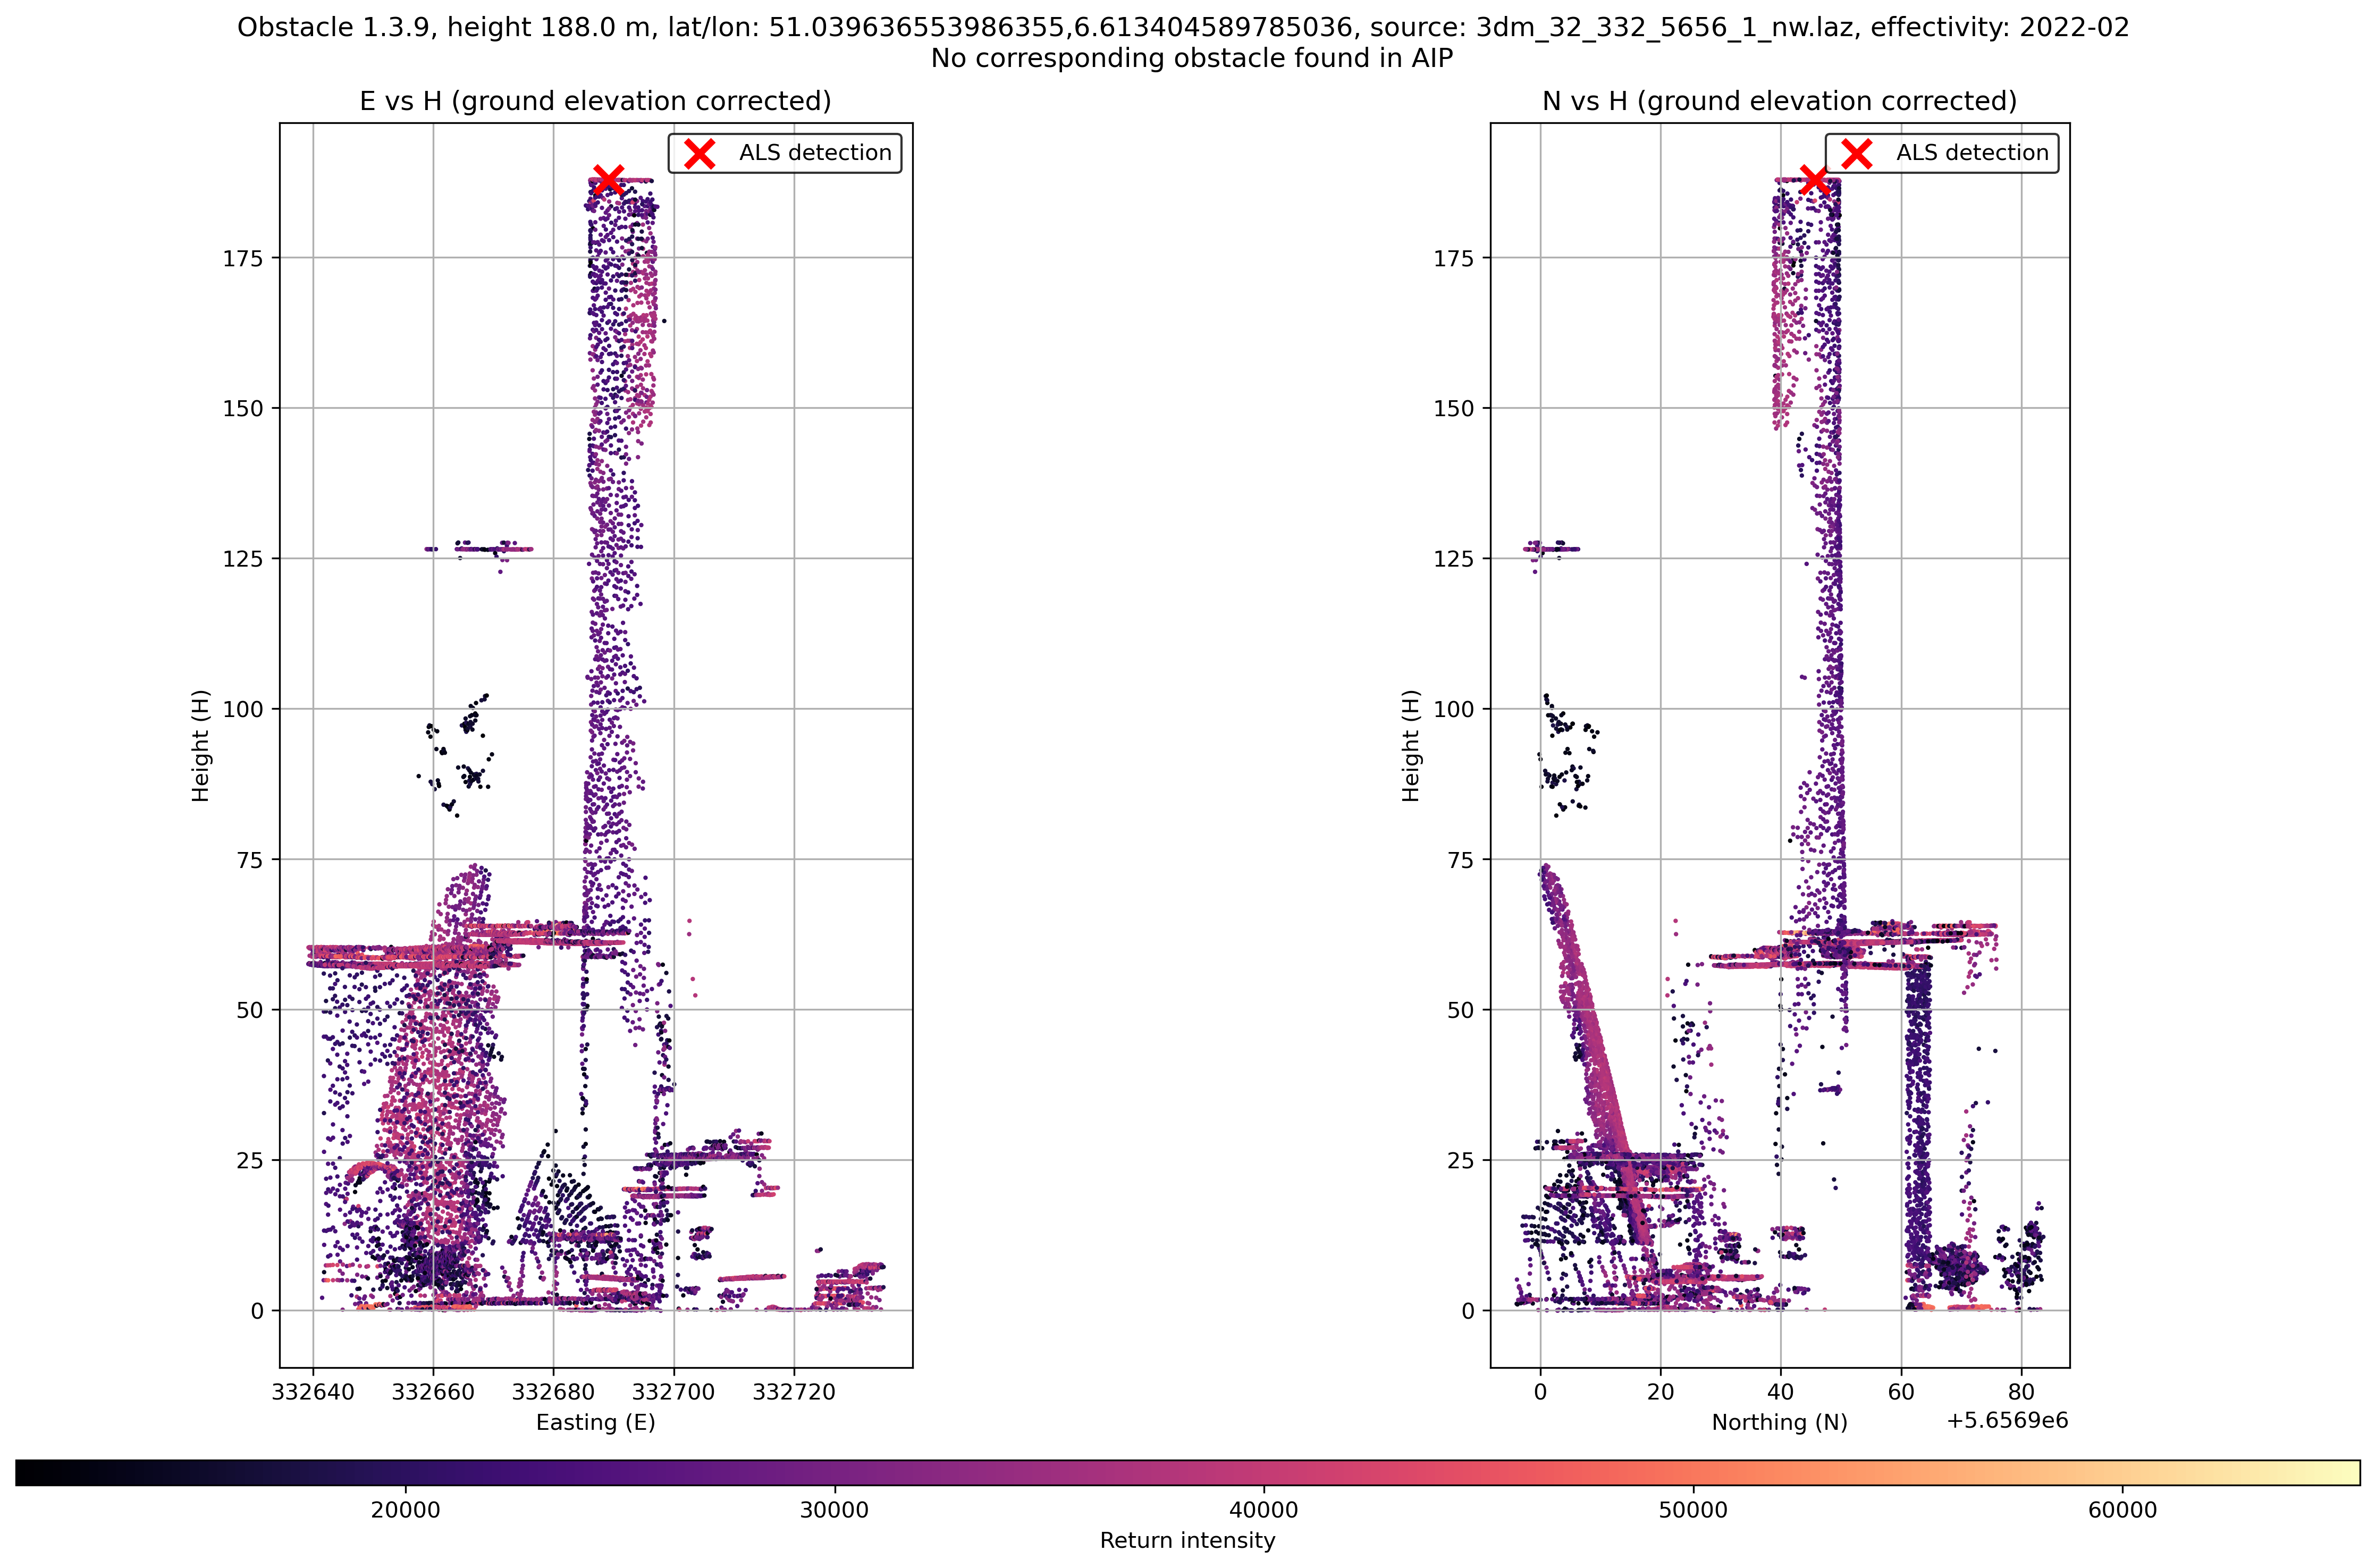 Obstacle 1.3.9, height 188.0 m, lat/lon: 51.039636553986355,6.613404589785036, source: 3dm_32_332_5656_1_nw.laz, effectivity: 2022-02
No corresponding obstacle found in AIP
E vs H (ground elevation corrected)
ALS detection
175
150
125
100
75
50
25
0
Height (H)
332640 332660 332680 332700 332720
Easting (E)
N vs H (ground elevation corrected)
ALS detection
175
150
125
100
75
50
25
0
Height (H)
0 20 40 60 80
Northing (N)
+5.6569e6
20000 30000 40000 50000 60000
Return intensity